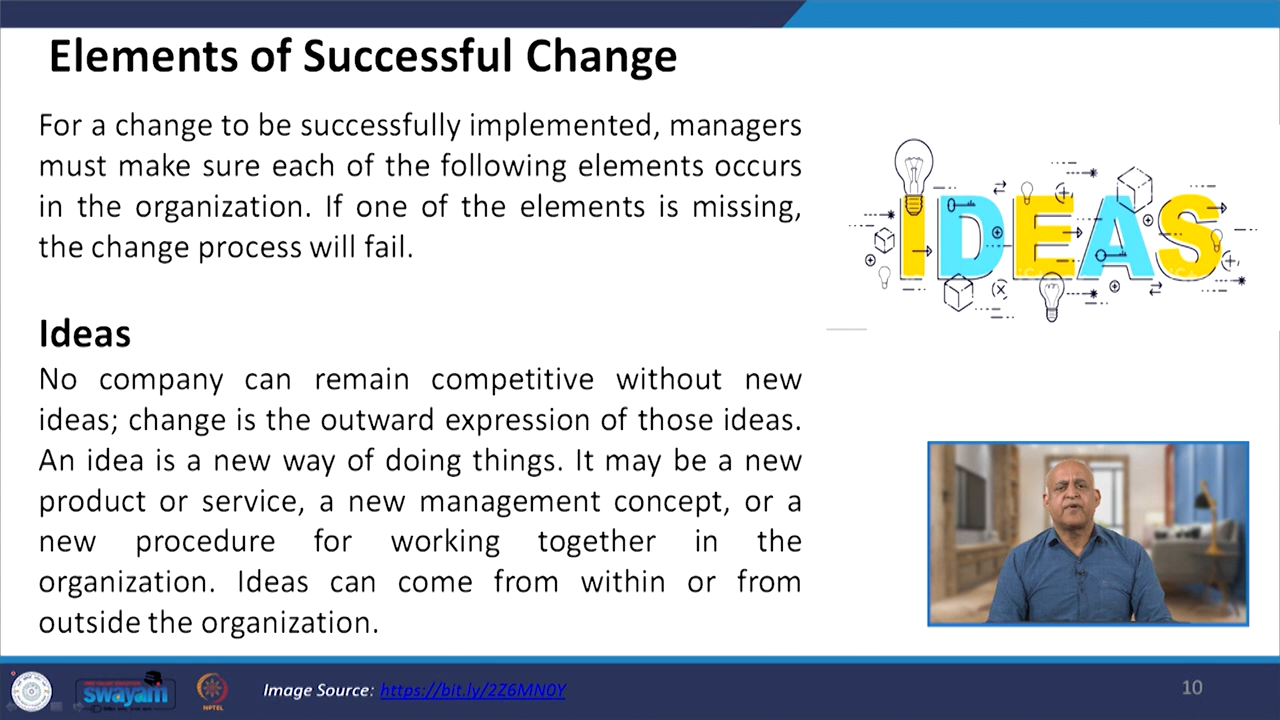 Elements of Successful Change
For a change to be successfully implemented, managers
must make sure each of the following elements occurs
in the organization. If one of the elements is missing,
the change process will fail.
IDEAS
Ideas
No company can remain competitive without new
ideas; change is the outward expression of those ideas.
An idea is a new way of doing things. It may be a new
product or service, a new management concept, or a
new procedure for working together in the
organization. Ideas can come from within or from
outside the organization.
swayam
NPTEL
Image Source: https://bit.ly/2Z6MN0Y
10